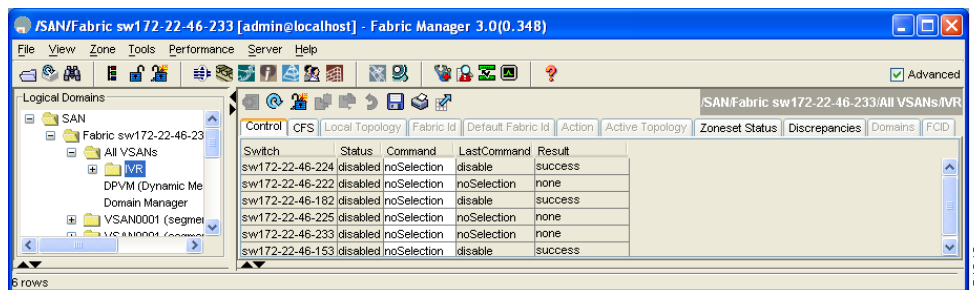 /SAN/Fabric sw172-22-46-233 [admin@localhost] - Fabric Manager 3.0(0.348)
File View Zone Tools Performance Server Help
Advanced
Logical Domains
/SAN/Fabric sw172-22-46-233/All VSANs/IVR
SAN
Fabric sw172-22-46-23
All VSANs
IVR
DPVM (Dynamic Me
Domain Manager
VSAN0001 (segmen
Control CFS Local Topology Fabric Id Default Fabric Id Action Active Topology Zoneset Status Discrepancies Domains FCID
Switch Status Command LastCommand Result
sw172-22-46-224 disabled noSelection disable success
sw172-22-46-222 disabled noSelection noSelection none
sw172-22-46-182 disabled noSelection disable success
sw172-22-46-225 disabled noSelection noSelection none
sw172-22-46-233 disabled noSelection noSelection none
sw172-22-46-153 disabled noSelection disable success
6 rows